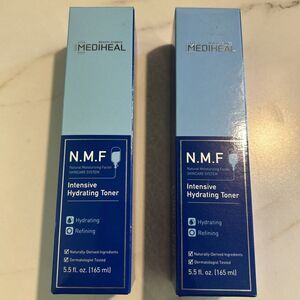 MEDIHEAL
N.M.F
Natural Moisturizing Factor
SKINCARE SYSTEM
Intensive
Hydrating Toner
Hydrating
Refining
Naturally-Derived Ingredients
Dermatologist Tested
5.5 fl. oz. (165 ml)
MEDIHEAL
N.M.F
Natural Moisturizing Factor
SKINCARE SYSTEM
Intensive
Hydrating Toner
Hydrating
Refining
Naturally-Derived Ingredients
Dermatologist Tested
5.5 fl. oz. (165 ml)